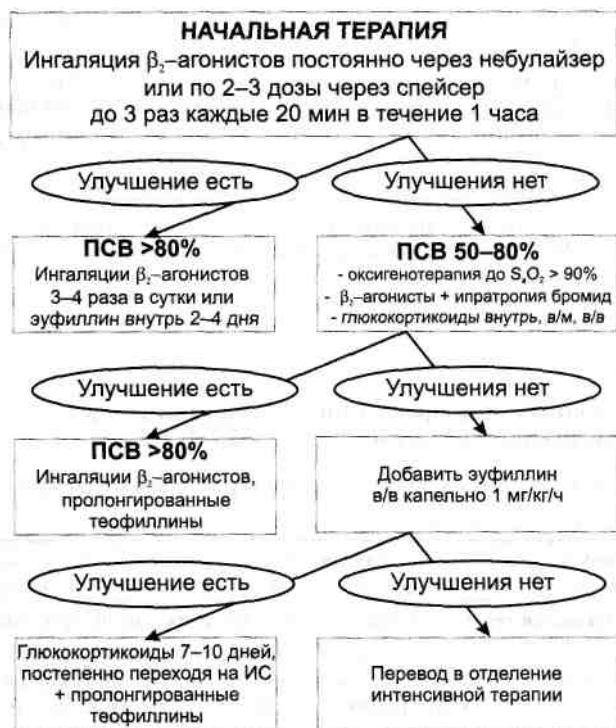 НАЧАЛЬНАЯ ТЕРАПИЯ
Ингаляция β₂–агонистов постоянно через небулайзер
или по 2–3 дозы через спейсер
до 3 раз каждые 20 мин в течение 1 часа
Улучшение есть
Улучшения нет
ПСВ >80%
Ингаляции β₂–агонистов
3–4 раза в сутки или
эуфиллин внутрь 2–4 дня
ПСВ 50–80%
- оксигенотерапия до SₐO₂ > 90%
- β₂–агонисты + ипратропия бромид
- глюкокортикоиды внутрь, в/м, в/в
Улучшение есть
Улучшения нет
ПСВ >80%
Ингаляции β₂–агонистов,
пролонгированные
теофиллины
Добавить эуфиллин
в/в капельно 1 мг/кг/ч
Улучшение есть
Улучшения нет
Глюкокортикоиды 7–10 дней,
постепенно переходя на ИС
+ пролонгированные
теофиллины
Перевод в отделение
интенсивной терапии